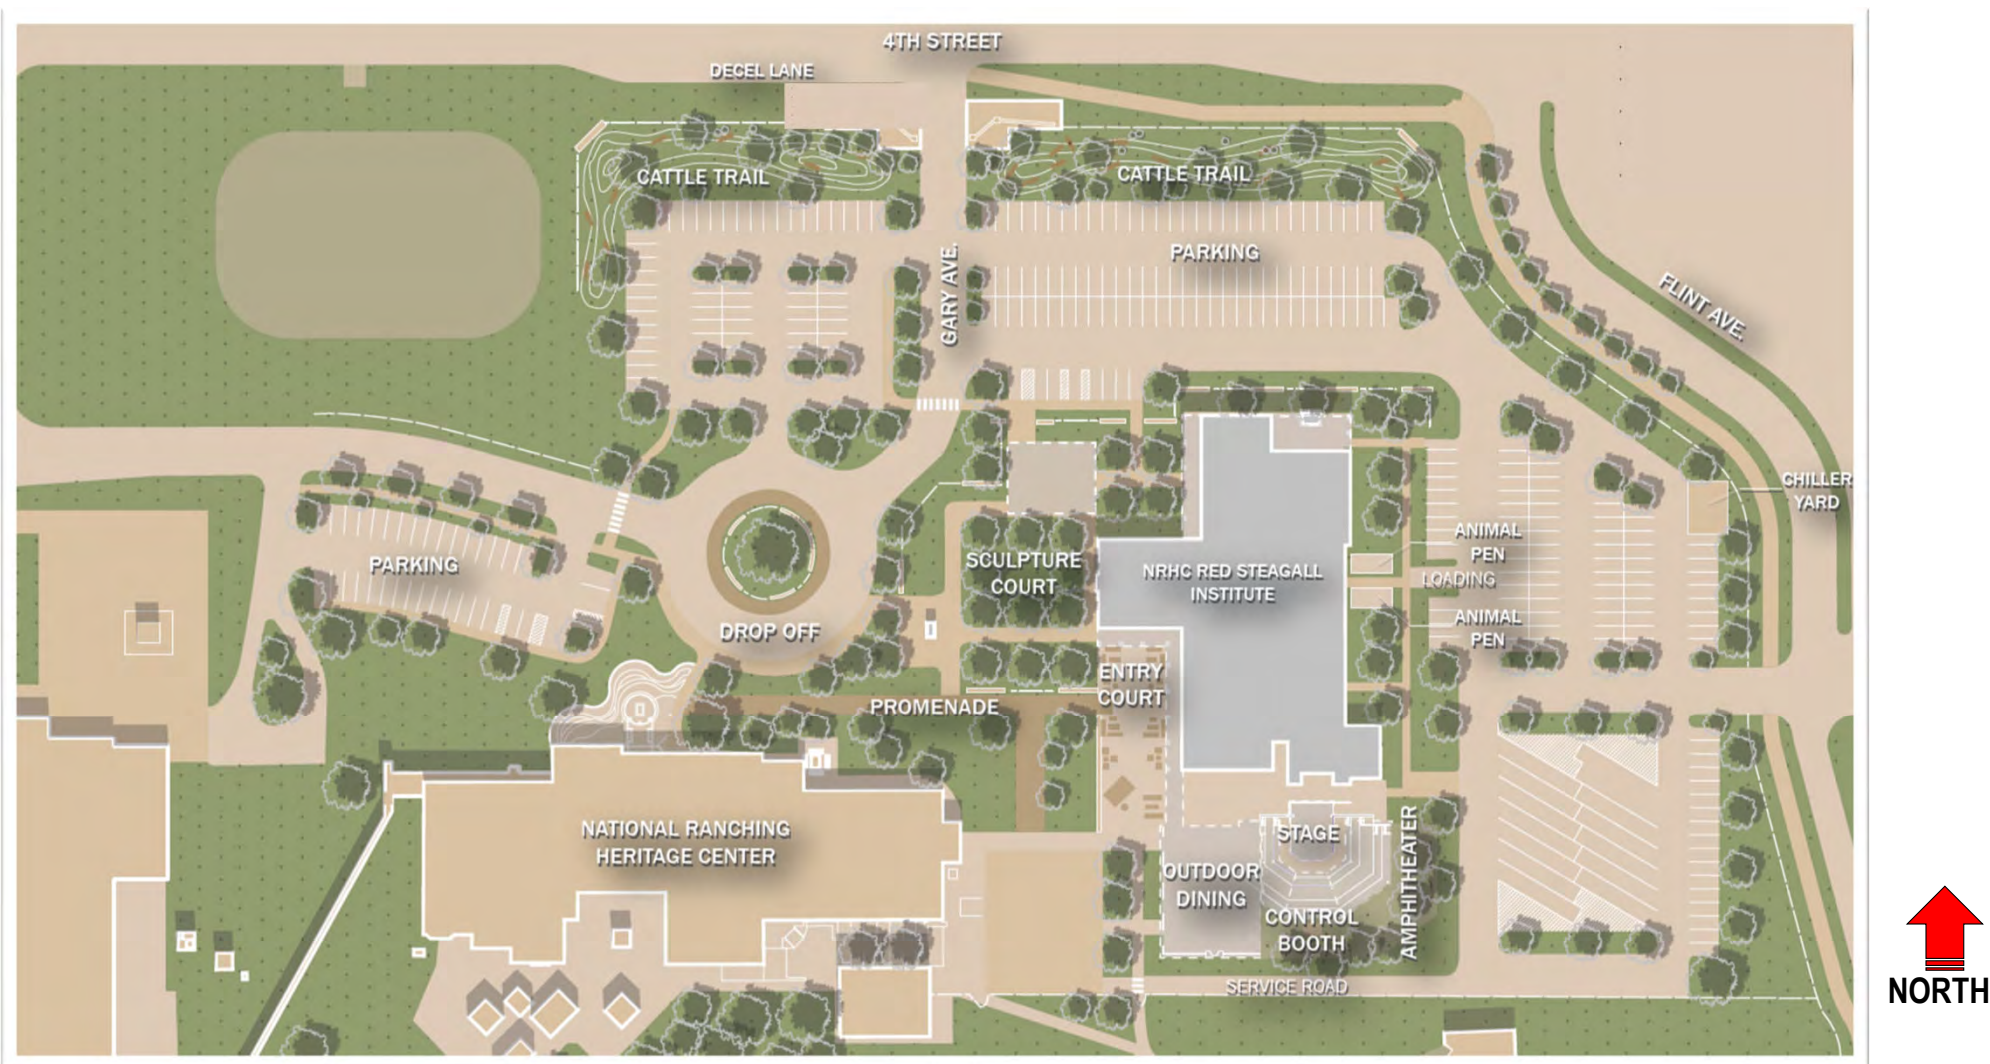 4TH STREET
DECEL LANE
CATTLE TRAIL
CATTLE TRAIL
GARY AVE.
PARKING
FLINT AVE.
CHILLER
YARD
PARKING
SCULPTURE
COURT
NRHC RED STEAGALL
INSTITUTE
ANIMAL
PEN
LOADING
ANIMAL
PEN
DROP OFF
ENTRY
COURT
PROMENADE
NATIONAL RANCHING
HERITAGE CENTER
STAGE
OUTDOOR
DINING
CONTROL
BOOTH
AMPHITHEATER
SERVICE ROAD
NORTH